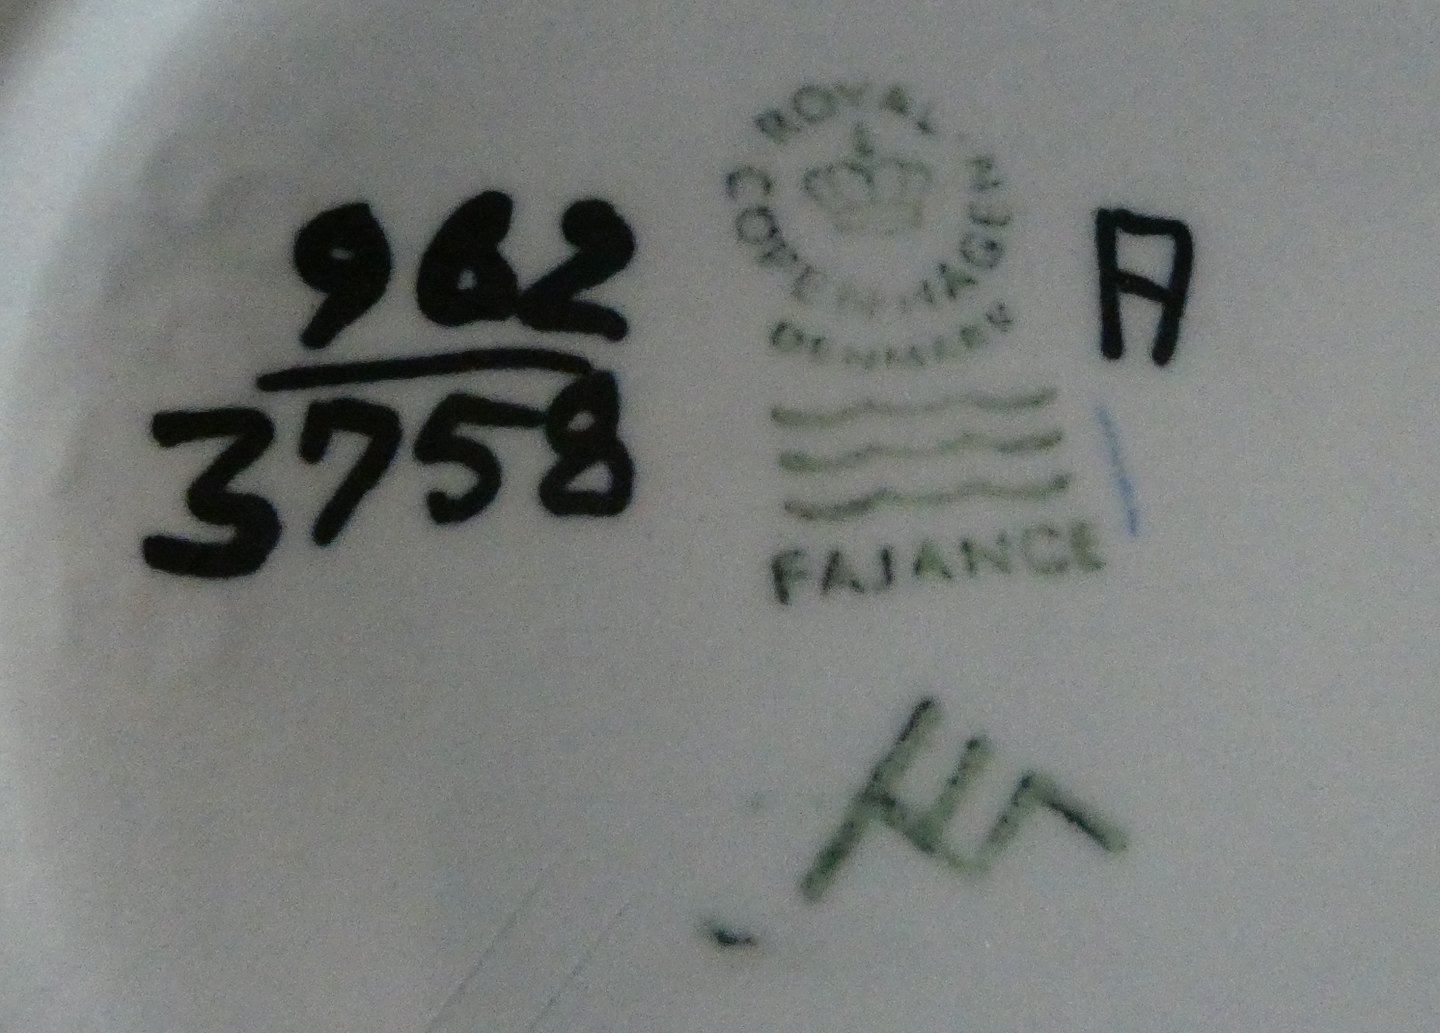 962
3758
ROYAL COPENHAGEN
DENMARK
FAJANCE
A